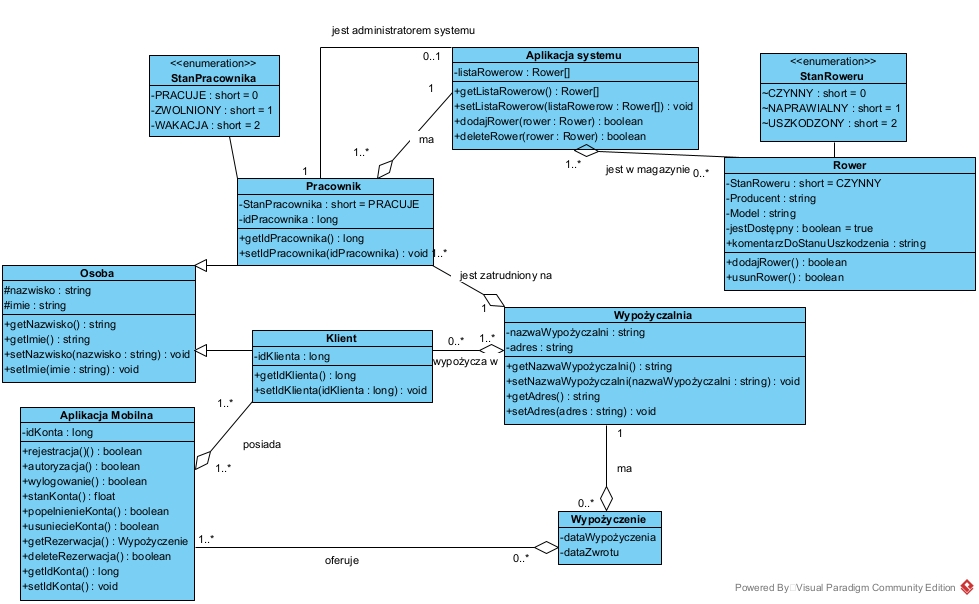 jest administratorem systemu
<<enumeration>>
StanPracownika
-PRACUJE : short = 0
-ZWOLNIONY : short = 1
-WAKACJA : short = 2
0..1
Aplikacja systemu
-listaRowerow : Rower[]
+getListaRowerow() : Rower[]
+setListaRowerow(listaRowerow : Rower[]) : void
+dodajRower(rower : Rower) : boolean
+deleteRower(rower : Rower) : boolean
<<enumeration>>
StanRoweru
~CZYNNY : short = 0
~NAPRAWIALNY : short = 1
~USZKODZONY : short = 2
1
ma
1..*
1
1..*
jest w magazynie
0..*
Pracownik
-StanPracownika : short = PRACUJE
-idPracownika : long
+getIdPracownika() : long
+setIdPracownika(idPracownika) : void
1..*
Rower
-StanRoweru : short = CZYNNY
-Producent : string
-Model : string
-jestDostępny : boolean = true
+komentarzDoStanuUszkodzenia : string
+dodajRower() : boolean
+usunRower() : boolean
jest zatrudniony na
1
Osoba
#nazwisko : string
#imie : string
+getNazwisko() : string
+getImie() : string
+setNazwisko(nazwisko : string) : void
+setImie(imie : string) : void
Klient
-idKlienta : long
+getIdKlienta() : long
+setIdKlienta(idKlienta : long) : void
0..*
1..*
wypożycza w
Wypożyczalnia
-nazwaWypożyczalni : string
-adres : string
+getNazwaWypożyczalni() : string
+setNazwaWypożyczalni(nazwaWypożyczalni : string) : void
+getAdres() : string
+setAdres(adres : string) : void
1..*
posiada
1..*
Aplikacja Mobilna
-idKonta : long
+rejestracja()() : boolean
+autoryzacja() : boolean
+wylogowanie() : boolean
+stanKonta() : float
+popelnienieKonta() : boolean
+usuniecieKonta() : boolean
+getRezerwacja() : Wypożyczenie
+deleteRezerwacja() : boolean
+getIdKonta() : long
+setIdKonta() : void
1
ma
0..*
Wypożyczenie
-dataWypożyczenia
-dataZwrotu
1..*
oferuje
0..*
Powered By Visual Paradigm Community Edition